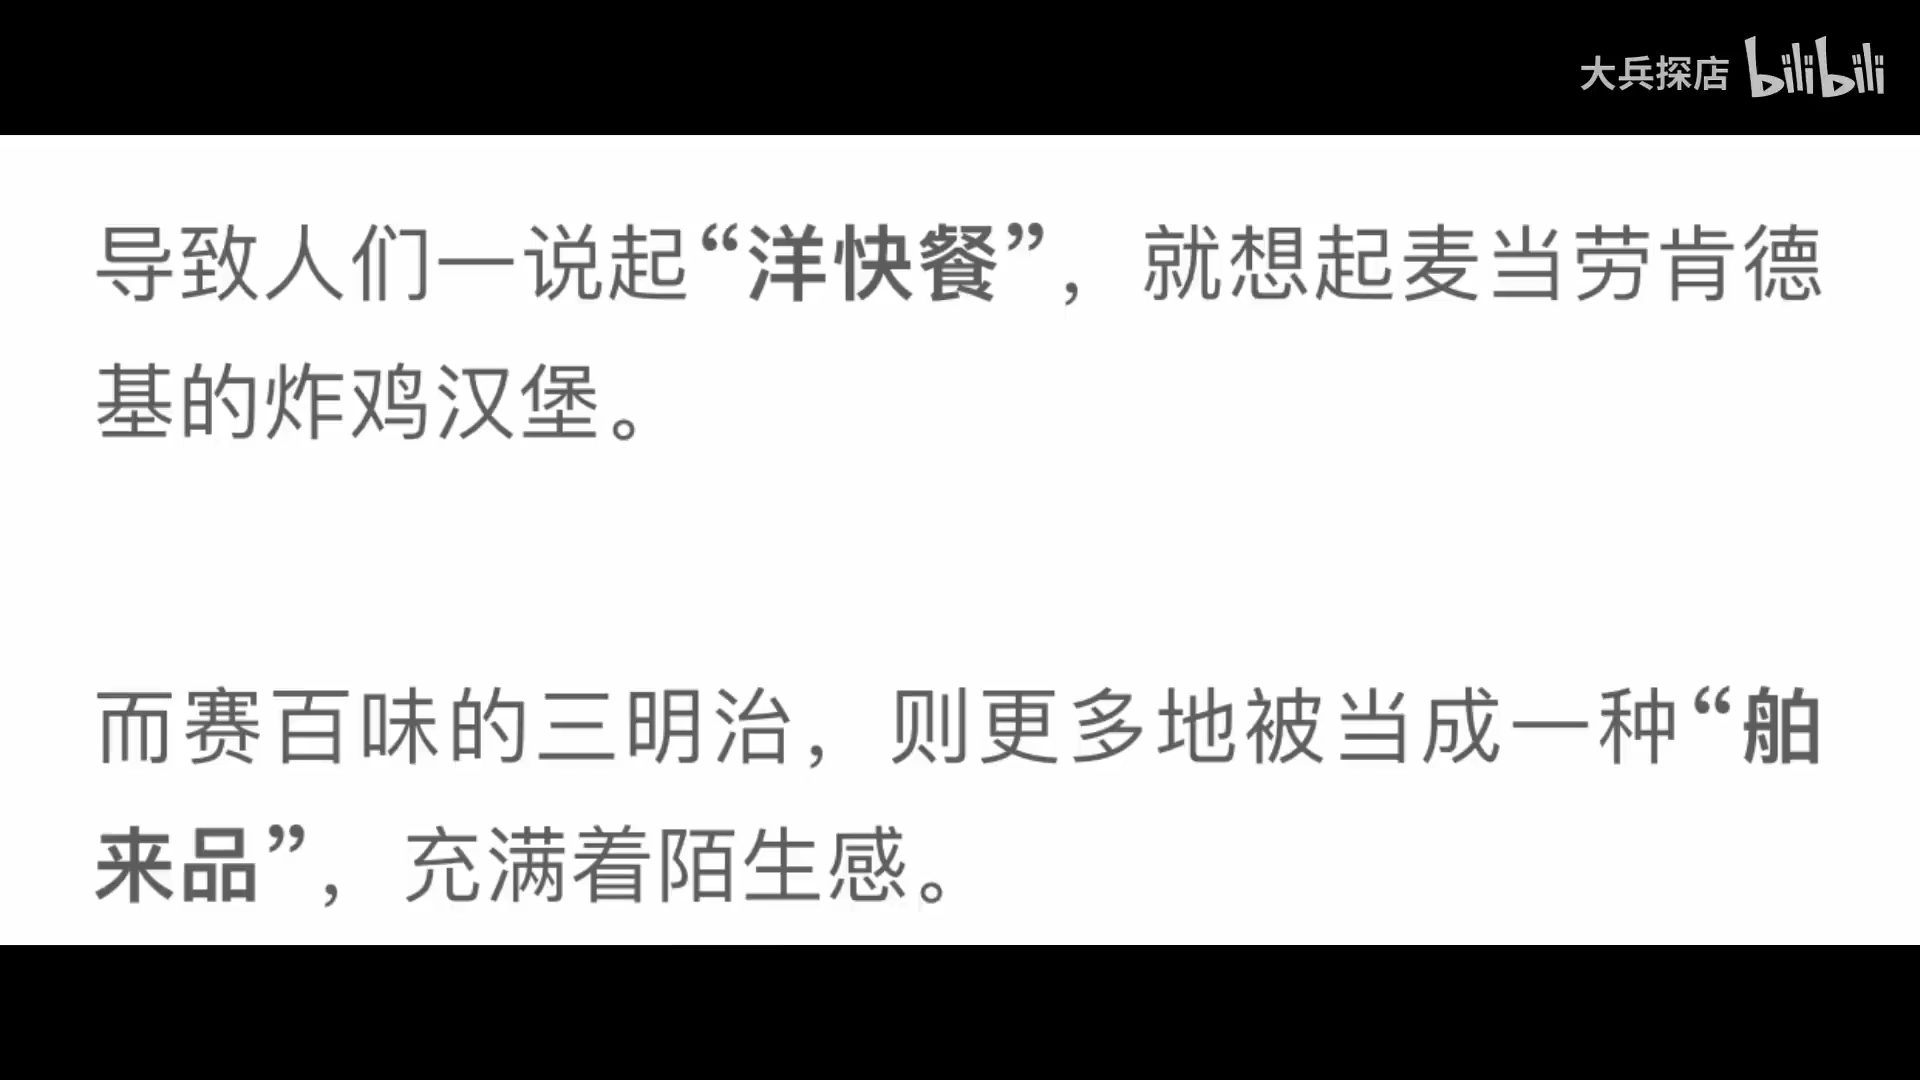 大兵探店 bilibili
导致人们一说起“洋快餐”，就想起麦当劳肯德
基的炸鸡汉堡。
而赛百味的三明治，则更多地被当成一种“舶
来品”，充满着陌生感。